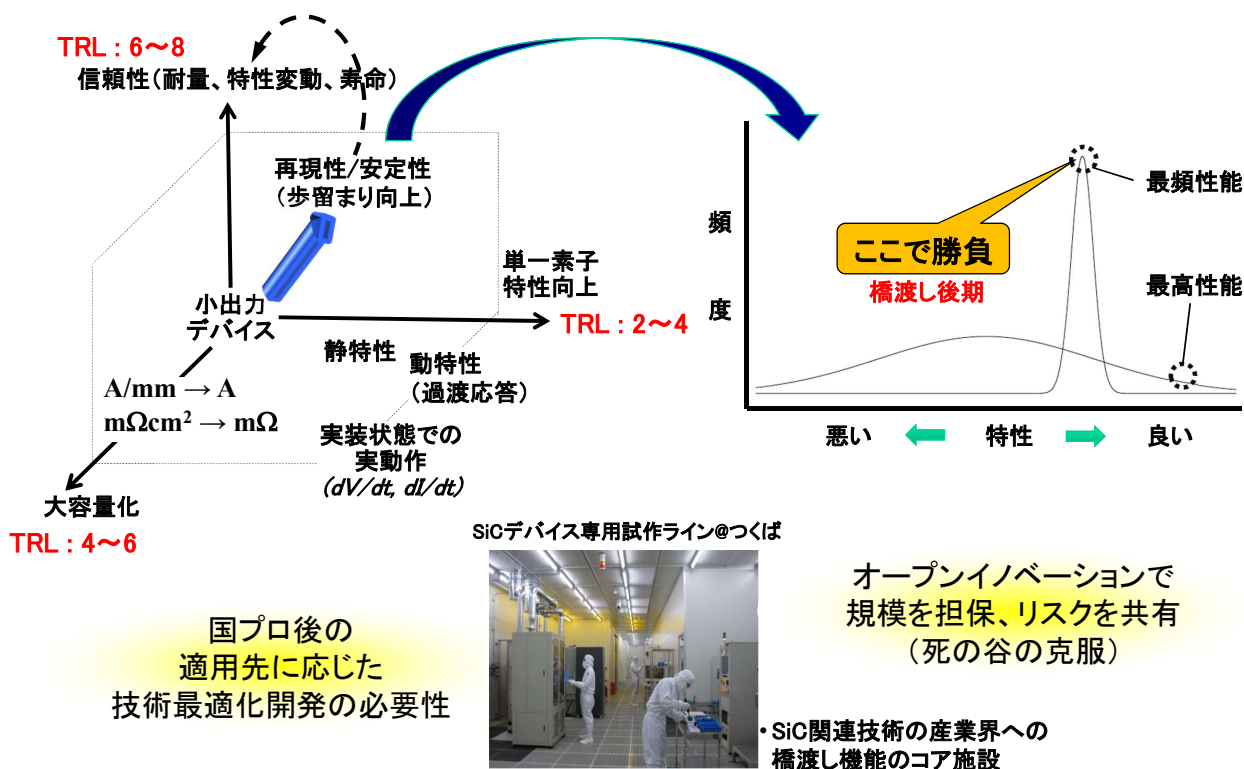 TRL：6～8
信頼性（耐量、特性変動、寿命）
再現性/安定性
（歩留まり向上）
単一素子
特性向上
TRL：2～4
小出力
デバイス
静特性
動特性
（過渡応答）
A/mm → A
mΩcm² → mΩ
実装状態での
実動作
(dV/dt, dI/dt)
大容量化
TRL：4～6
頻
度
ここで勝負
橋渡し後期
最頻性能
最高性能
悪い
特性
良い
SiCデバイス専用試作ライン@つくば
国プロ後の
適用先に応じた
技術最適化開発の必要性
オープンイノベーションで
規模を担保、リスクを共有
（死の谷の克服）
・SiC関連技術の産業界への
橋渡し機能のコア施設